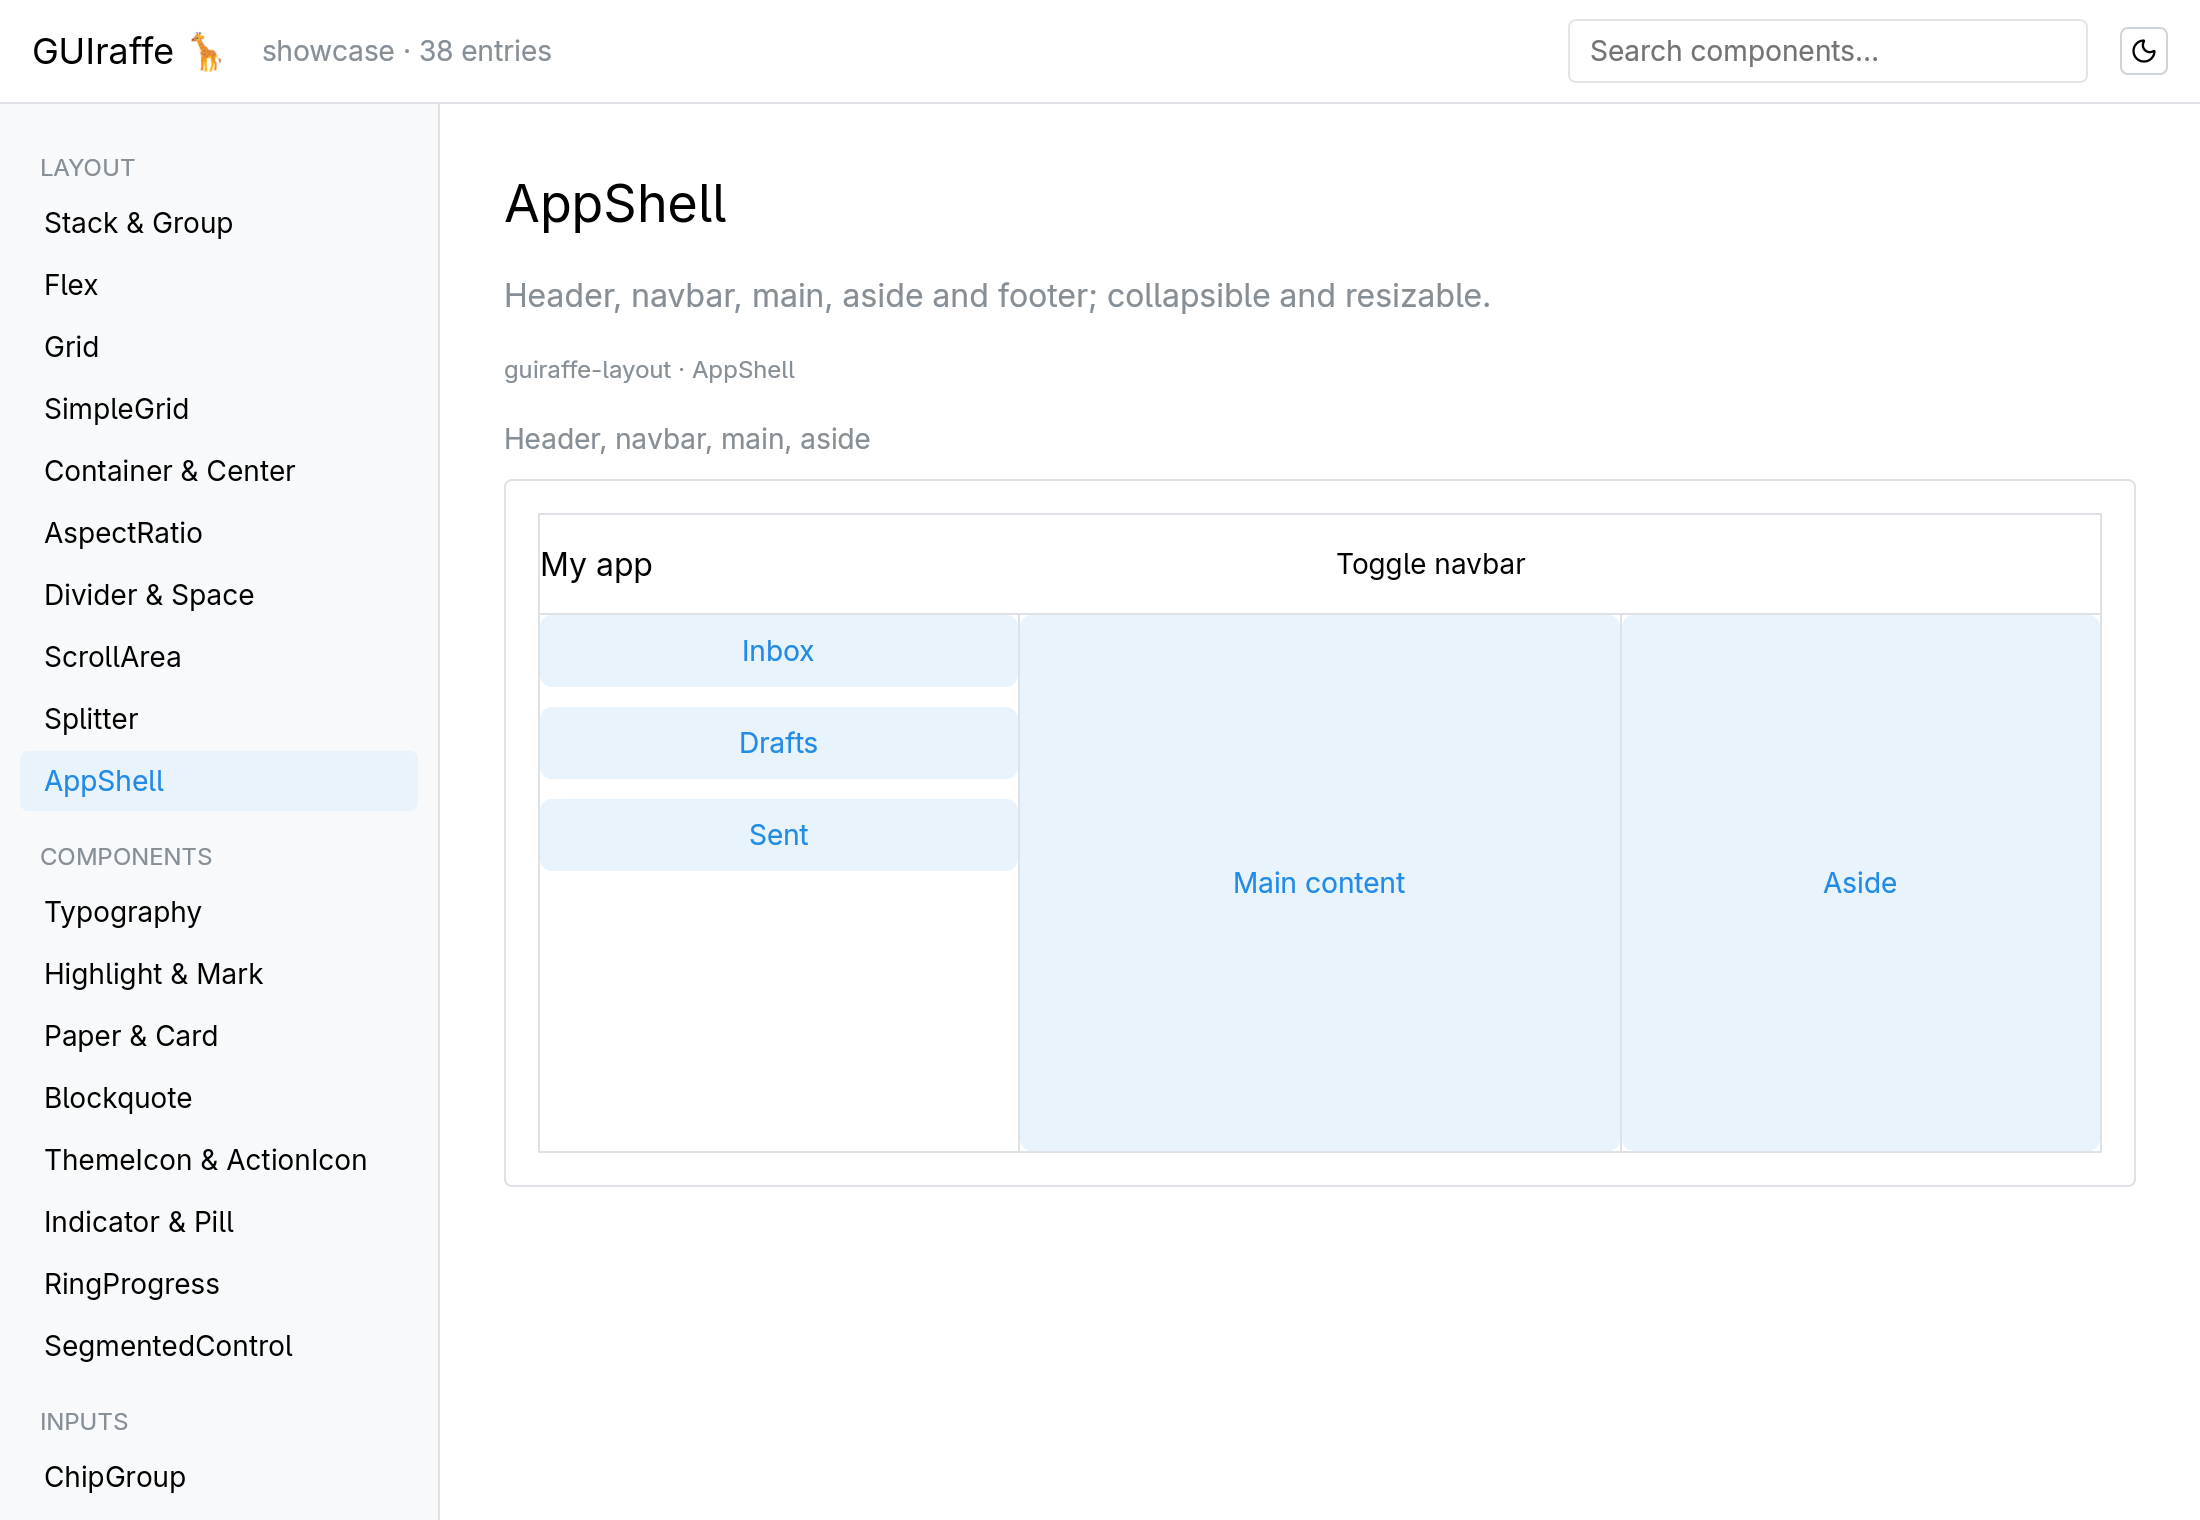 GUIraffe 🦒 showcase · 38 entries
Search components...
LAYOUT
Stack & Group
Flex
Grid
SimpleGrid
Container & Center
AspectRatio
Divider & Space
ScrollArea
Splitter
AppShell
COMPONENTS
Typography
Highlight & Mark
Paper & Card
Blockquote
ThemeIcon & ActionIcon
Indicator & Pill
RingProgress
SegmentedControl
INPUTS
ChipGroup
AppShell
Header, navbar, main, aside and footer; collapsible and resizable.
guiraffe-layout · AppShell
Header, navbar, main, aside
My app
Toggle navbar
Inbox
Drafts
Sent
Main content
Aside